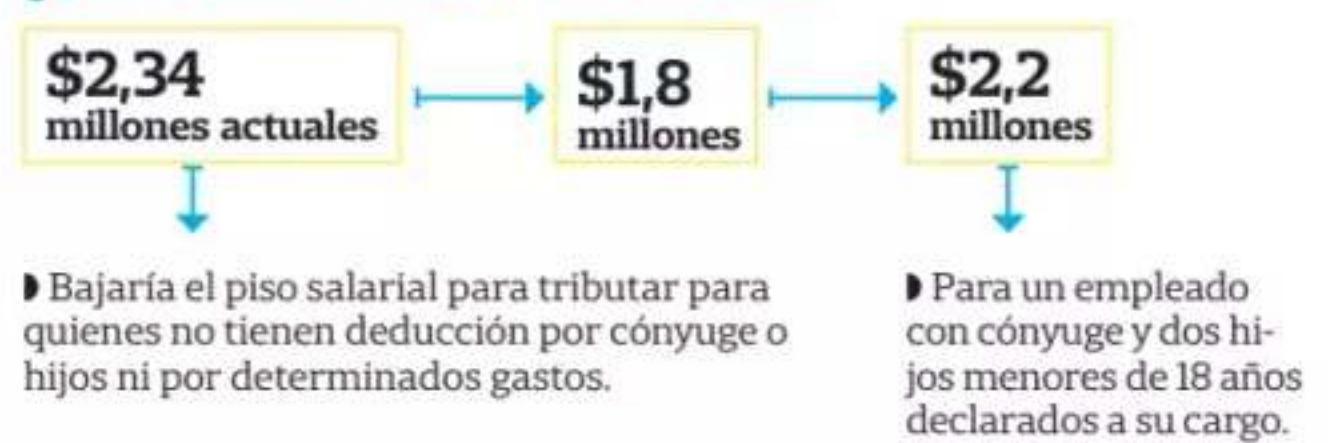 $2,34
millones actuales
$1,8
millones
$2,2
millones
◗ Bajaría el piso salarial para tributar para
quienes no tienen deducción por cónyuge o
hijos ni por determinados gastos.
◗ Para un empleado
con cónyuge y dos hi-
jos menores de 18 años
declarados a su cargo.